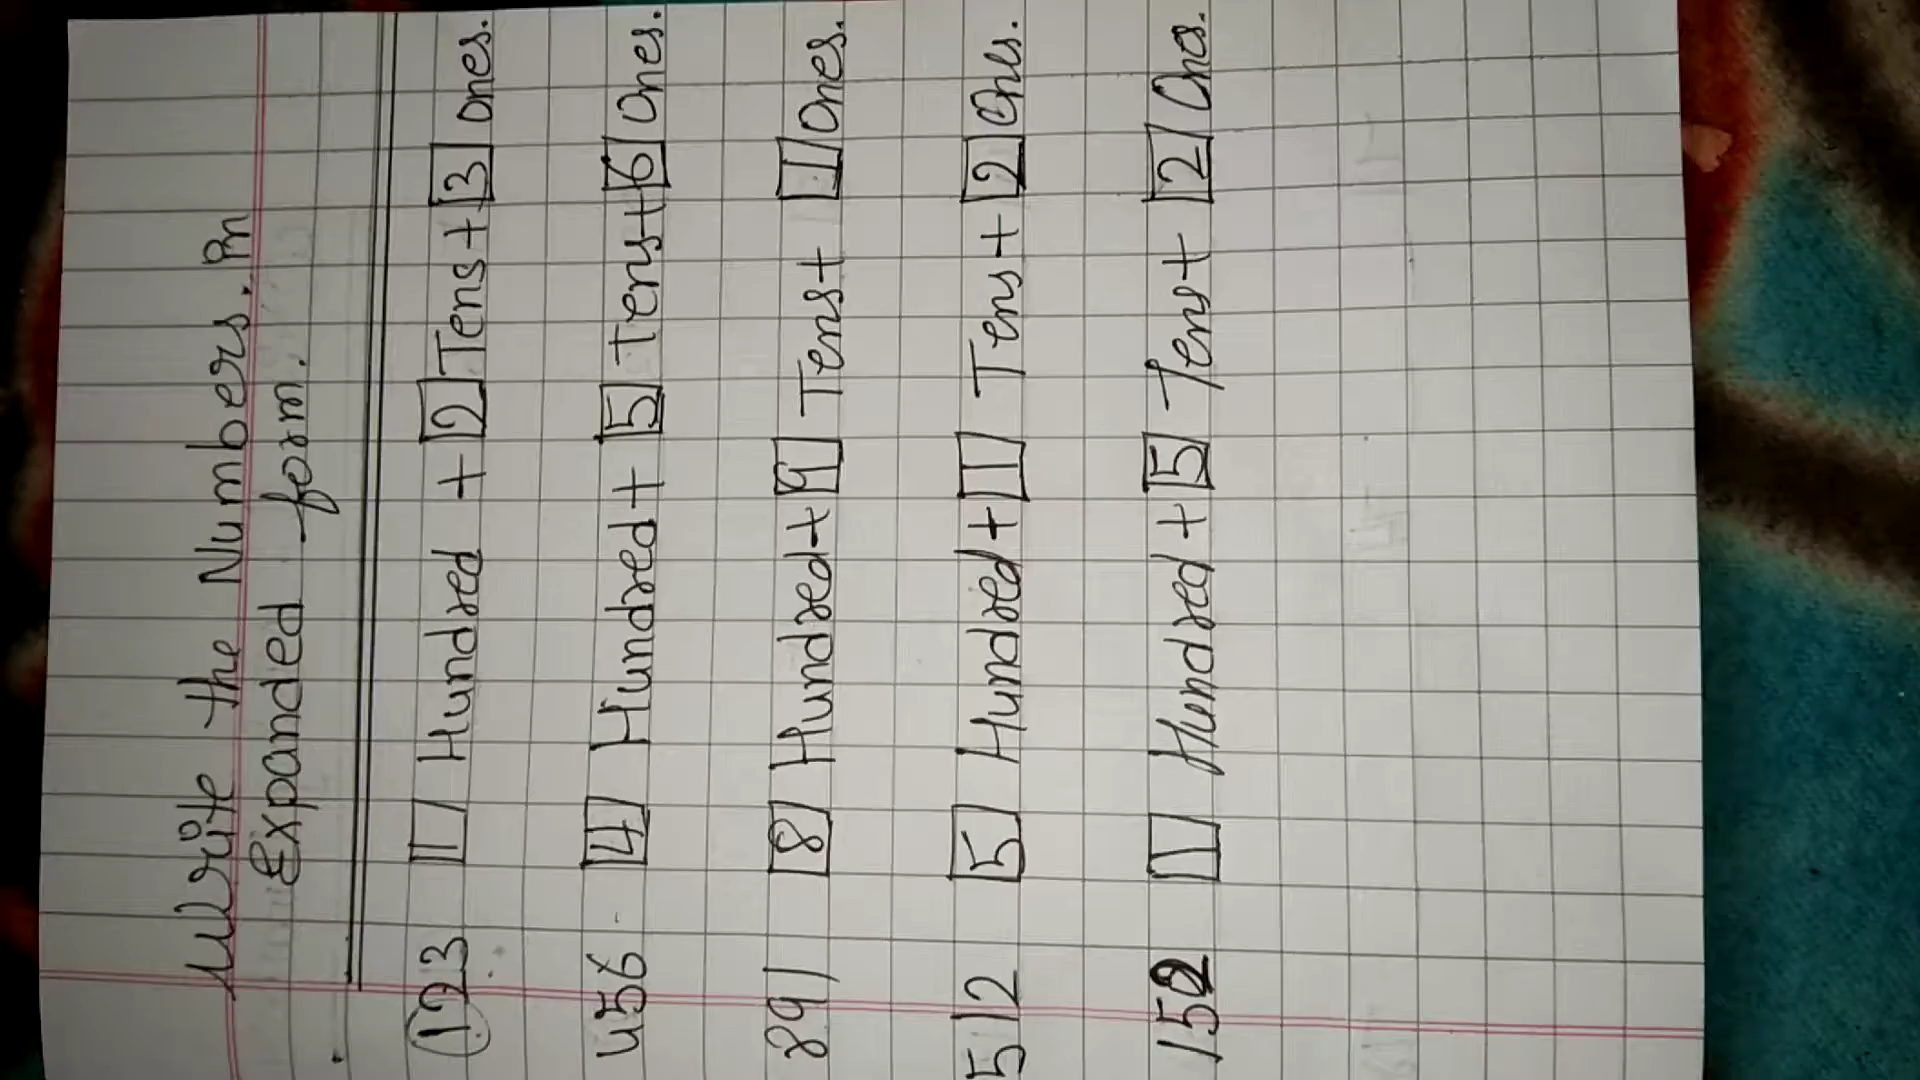 Write the Numbers. in
Expanded form.
123 1 Hundred + 2 Tens + 3 ones.
456 4 Hundred + 5 Tens + 6 Ones.
891 8 Hundred + 9 Tens + 1 Ones.
512 5 Hundred + 1 Tens + 2 Ones.
152 1 Hundred + 5 Tens + 2 Ones.